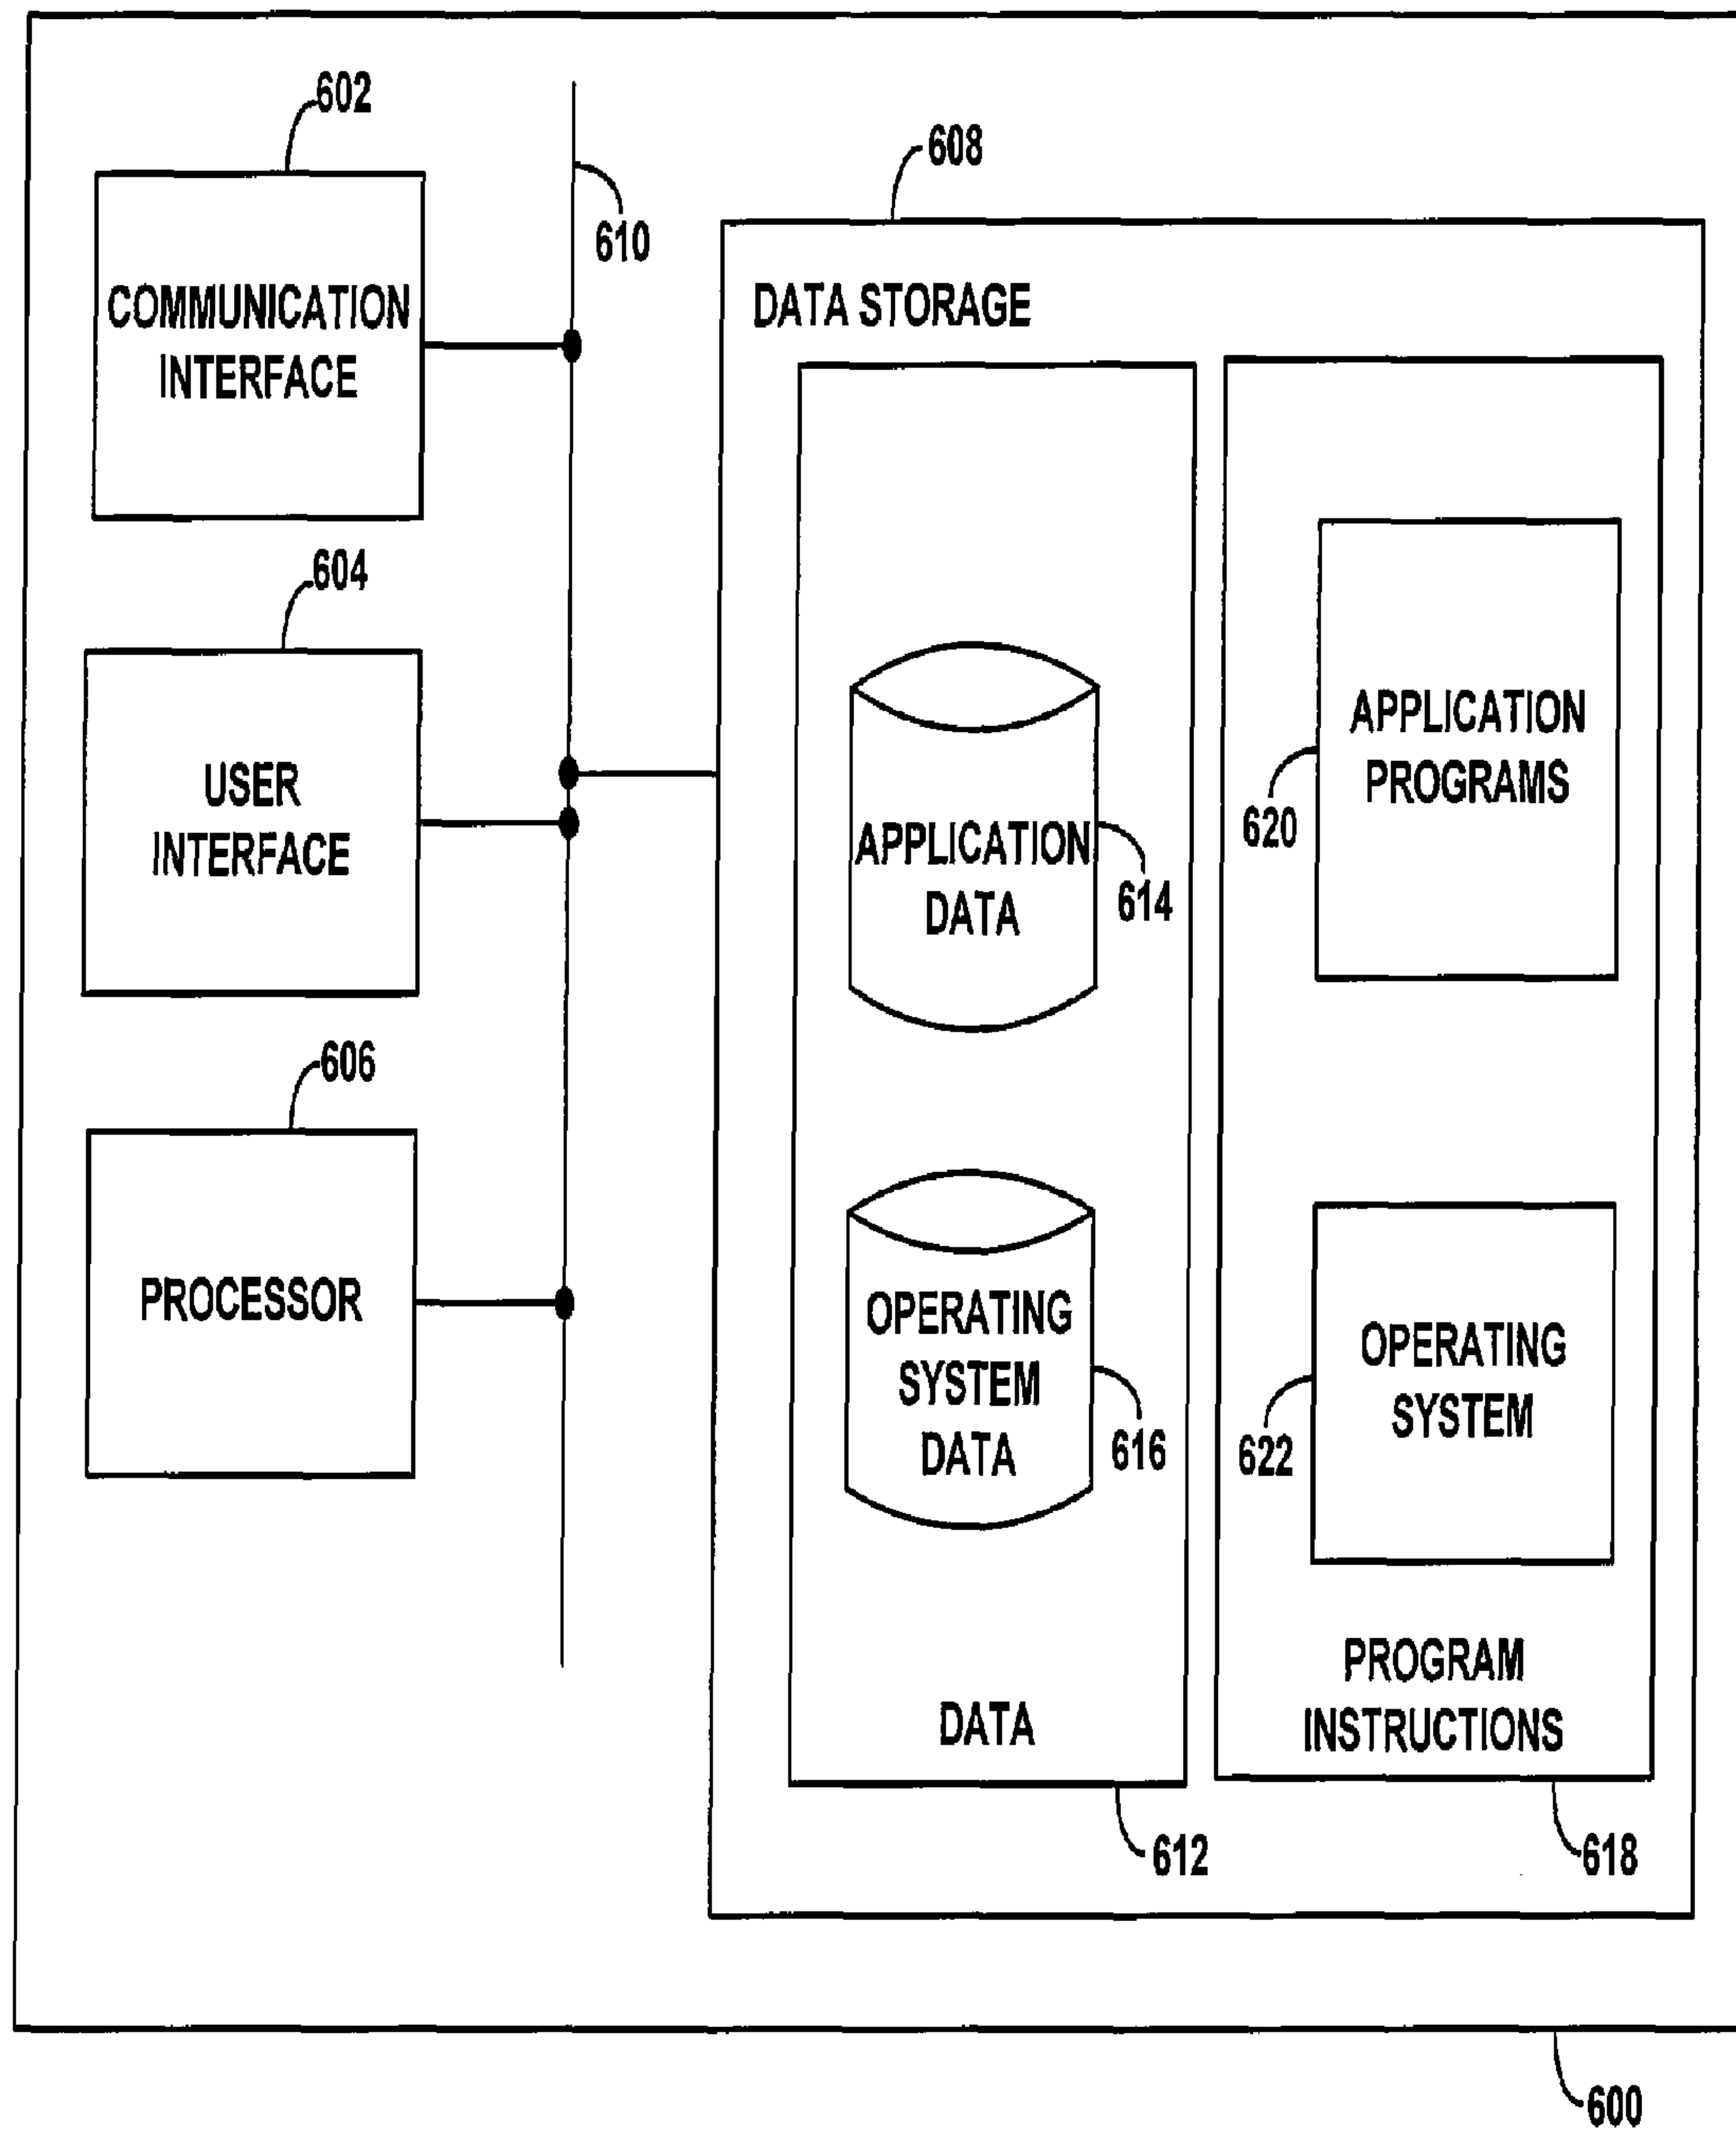 602
COMMUNICATION
INTERFACE
610
604
USER
INTERFACE
606
PROCESSOR
608
DATA STORAGE
APPLICATION
DATA
614
OPERATING
SYSTEM
DATA
616
DATA
612
APPLICATION
PROGRAMS
620
OPERATING
SYSTEM
622
PROGRAM
INSTRUCTIONS
618
600